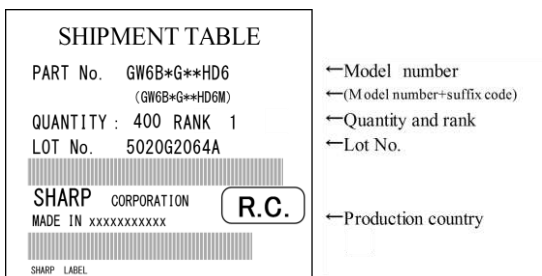 SHIPMENT TABLE
PART No. GW6B*G**HD6 ←Model number
(GW6B*G**HD6M) ←(Model number+suffix code)
QUANTITY : 400 RANK 1 ←Quantity and rank
LOT No. 5020G2064A ←Lot No.
SHARP CORPORATION R.C.
MADE IN xxxxxxxxxxx ←Production country
SHARP LABEL